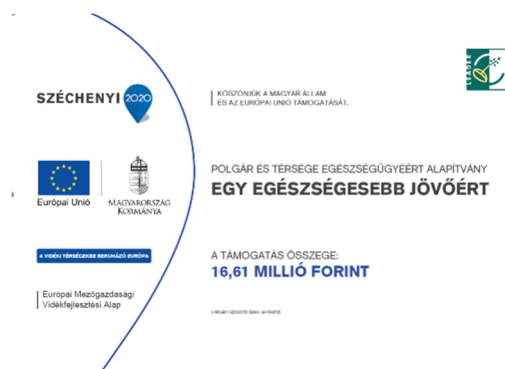 SZÉCHENYI 2020
KÖSZÖNJÜK A MAGYAR ÁLLAM
ÉS AZ EURÓPAI UNIÓ TÁMOGATÁSÁT.
LEADER
Európai Unió
MAGYARORSZÁG
KORMÁNYA
POLGÁR ÉS TÉRSÉGE EGÉSZSÉGÜGYÉÉRT ALAPÍTVÁNY
EGY EGÉSZSÉGESEBB JÖVŐÉRT
A VIDÉKI TÉRSÉGEKBE BERUHÁZÓ EURÓPA
A TÁMOGATÁS ÖSSZEGE:
16,61 MILLIÓ FORINT
Európai Mezőgazdasági
Vidékfejlesztési Alap